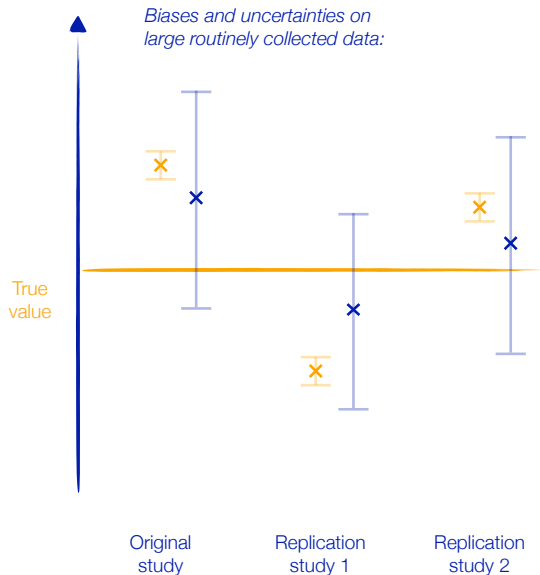 Biases and uncertainties on
large routinely collected data:
True
value
Original
study
Replication
study 1
Replication
study 2